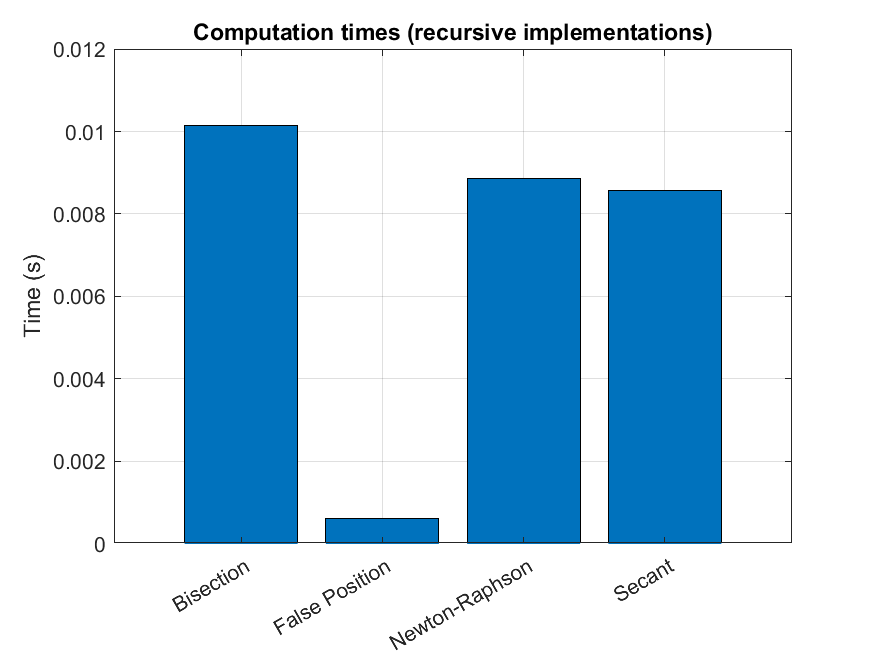 Computation times (recursive implementations)
0.012
0.01
0.008
0.006
0.004
0.002
0
Time (s)
Bisection
False Position
Newton-Raphson
Secant